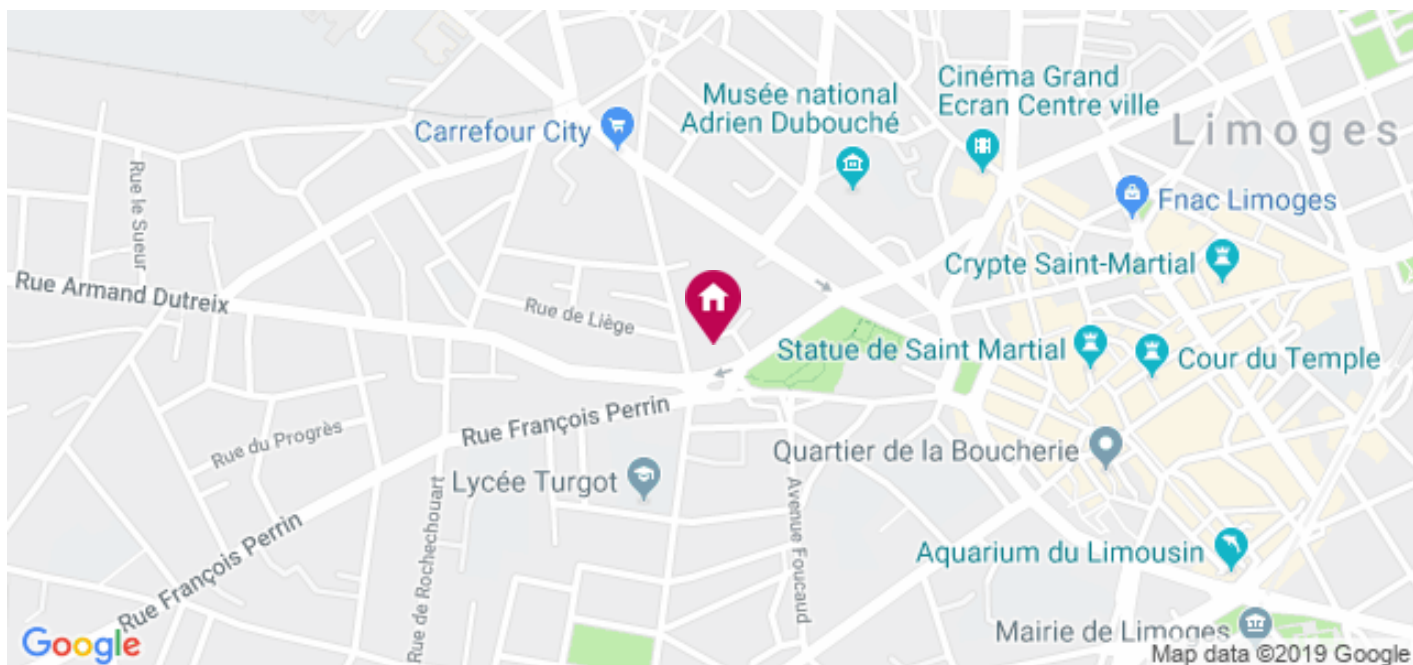 Cinéma Grand
Ecran Centre ville
Musée national
Adrien Dubouché
Limoges
Carrefour City
Rue le Sueur
Fnac Limoges
Crypte Saint-Martial
Rue Armand Dutreix
Rue de Liège
Statue de Saint Martial
Cour du Temple
Rue François Perrin
Rue du Progrès
Quartier de la Boucherie
Lycée Turgot
Avenue Foucaud
Rue de Rochechouart
Rue François Perrin
Aquarium du Limousin
Mairie de Limoges
Google
Map data ©2019 Google